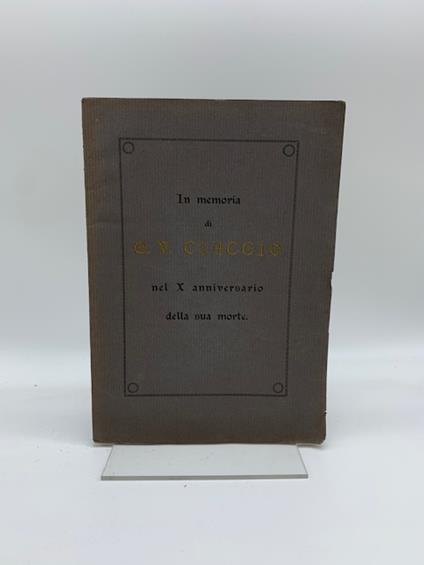 In memoria
di
G. V. CIACCIO
nel X anniversario
della sua morte.